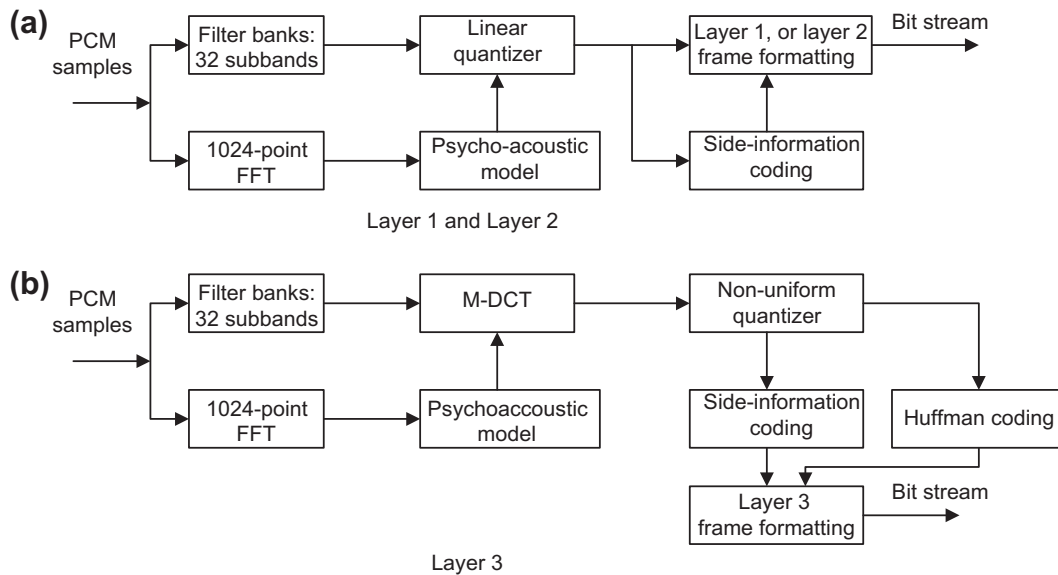 (a)
PCM
samples
Filter banks:
32 subbands
Linear
quantizer
Layer 1, or layer 2
frame formatting
Bit stream
1024-point
FFT
Psycho-acoustic
model
Side-information
coding
Layer 1 and Layer 2
(b)
PCM
samples
Filter banks:
32 subbands
M-DCT
Non-uniform
quantizer
1024-point
FFT
Psychoaccoustic
model
Side-information
coding
Huffman coding
Layer 3
frame formatting
Bit stream
Layer 3